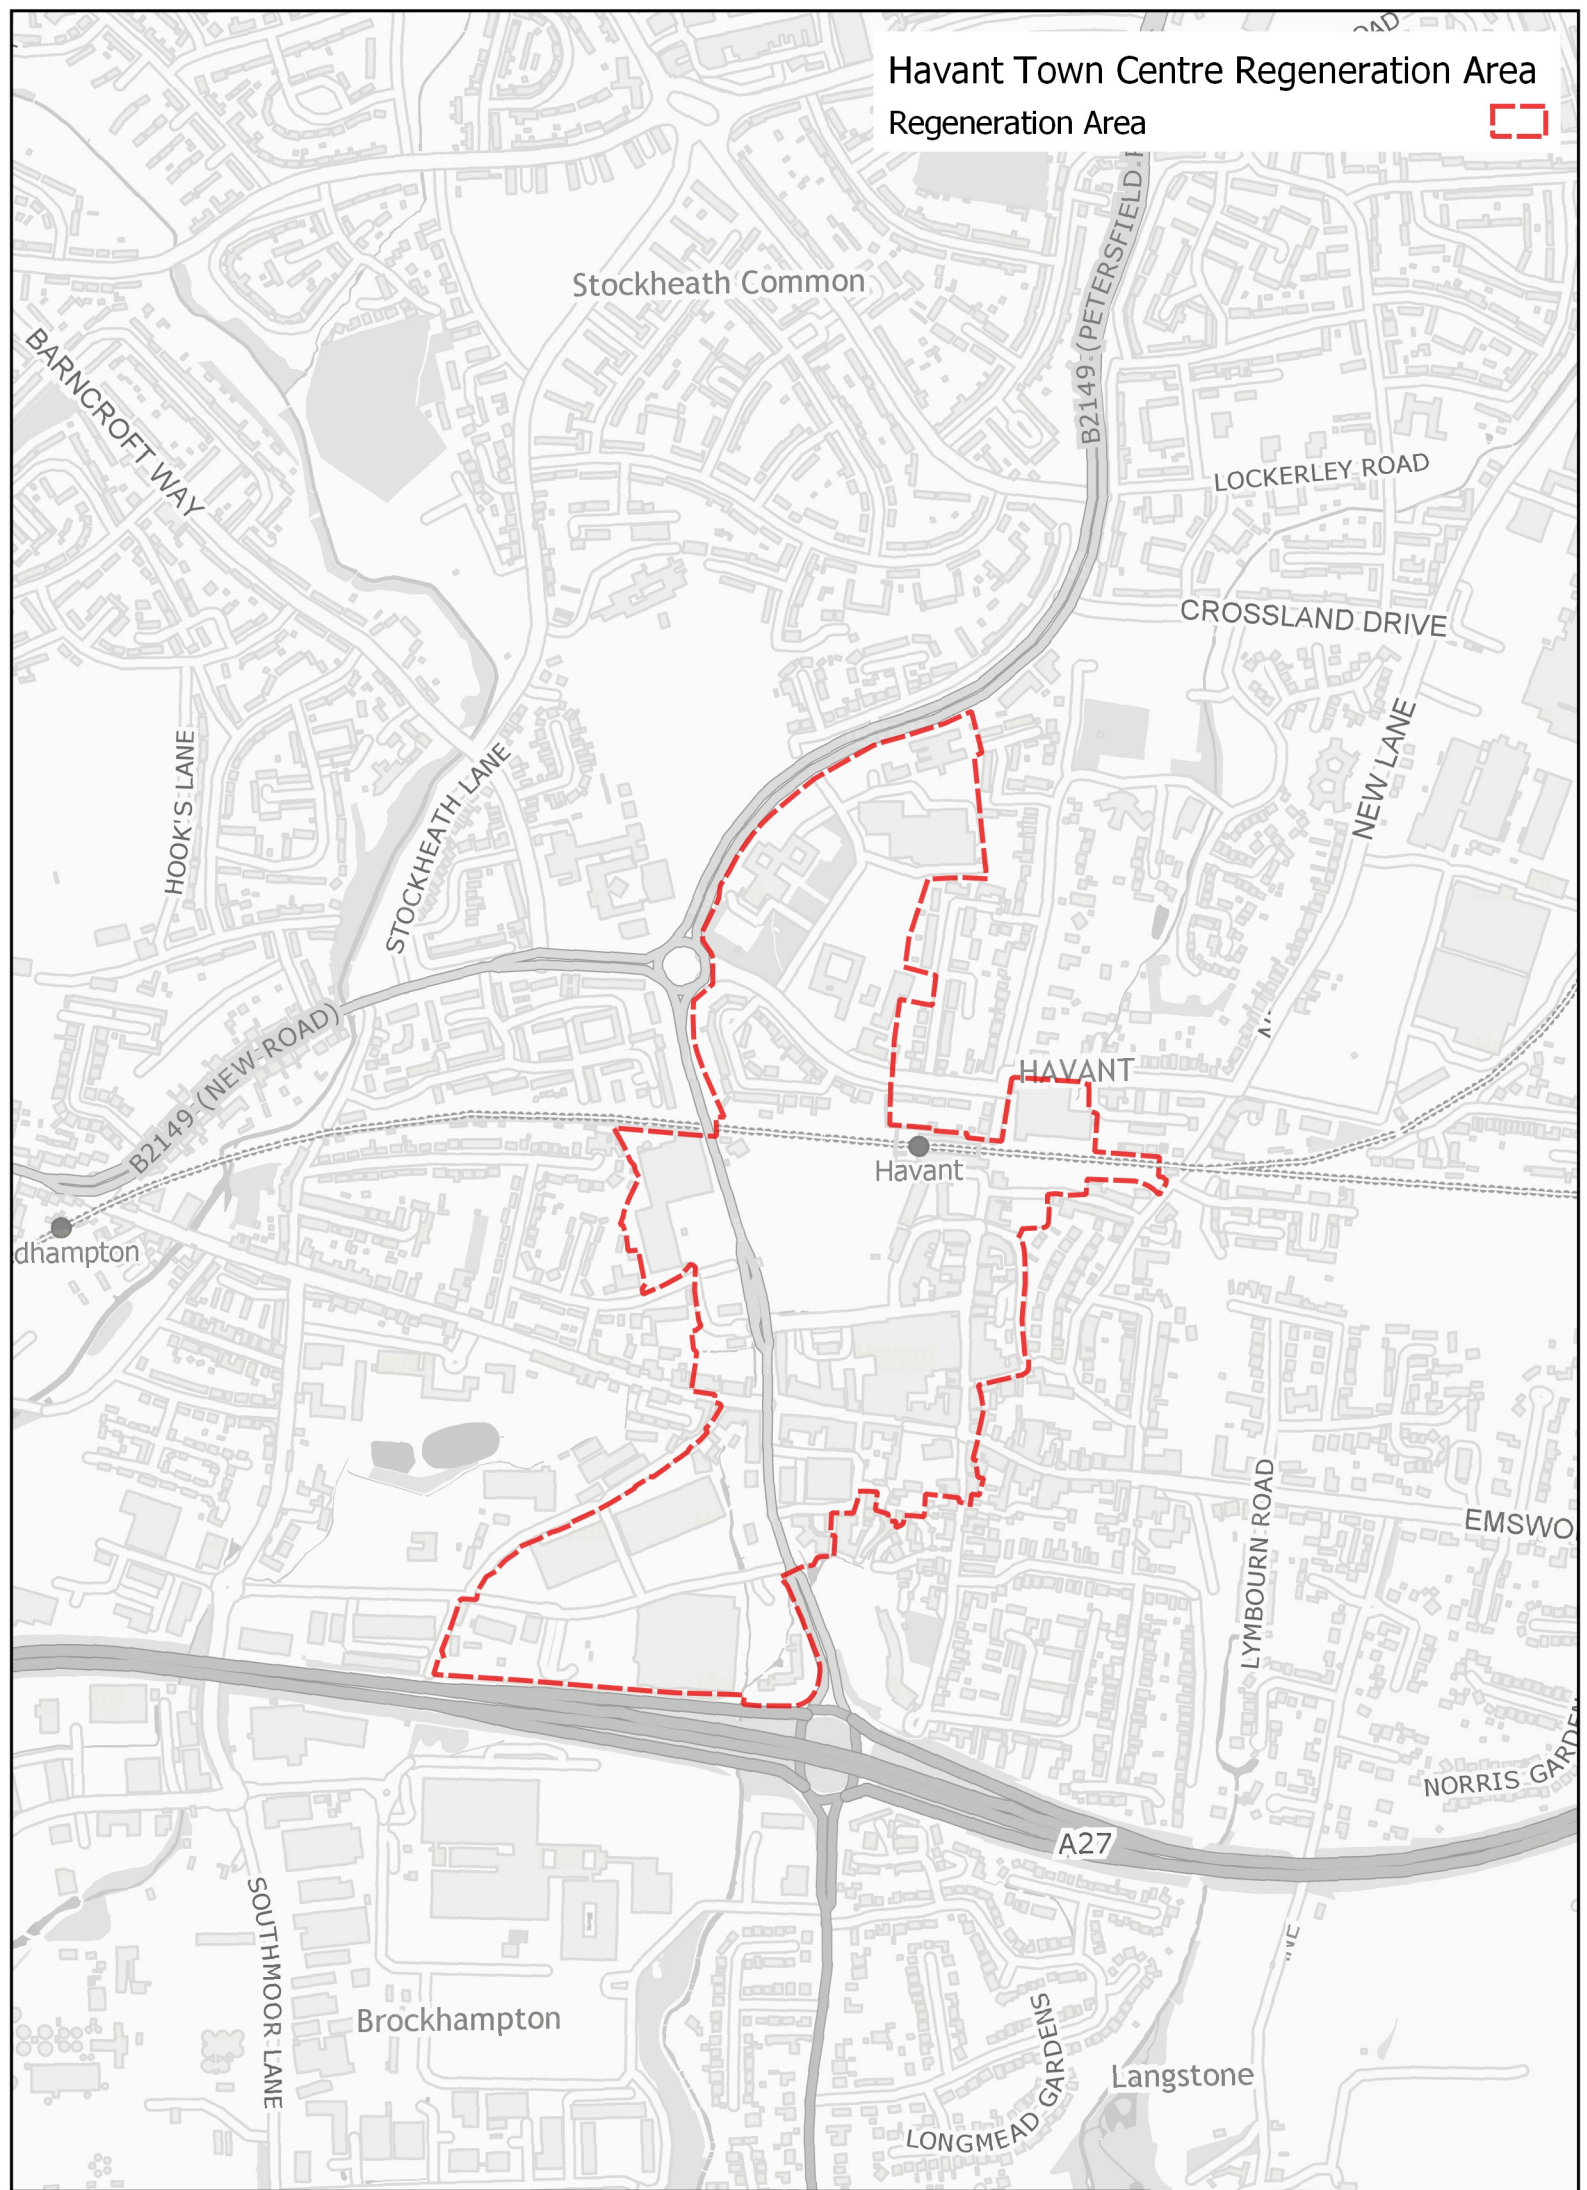 Havant Town Centre Regeneration Area
Regeneration Area
OAD
Stockheath Common
B2149 (PETERSFIELD
BARNCROFT WAY
LOCKERLEY ROAD
CROSSLAND DRIVE
NEW LANE
HOOK'S LANE
STOCKHEATH LANE
B2149 (NEW ROAD)
HAVANT
Havant
dhampton
LYMBOURN ROAD
EMSWO
NORRIS GARDEN
A27
SOUTHMOOR LANE
Brockhampton
LONGMEAD GARDENS
Langstone